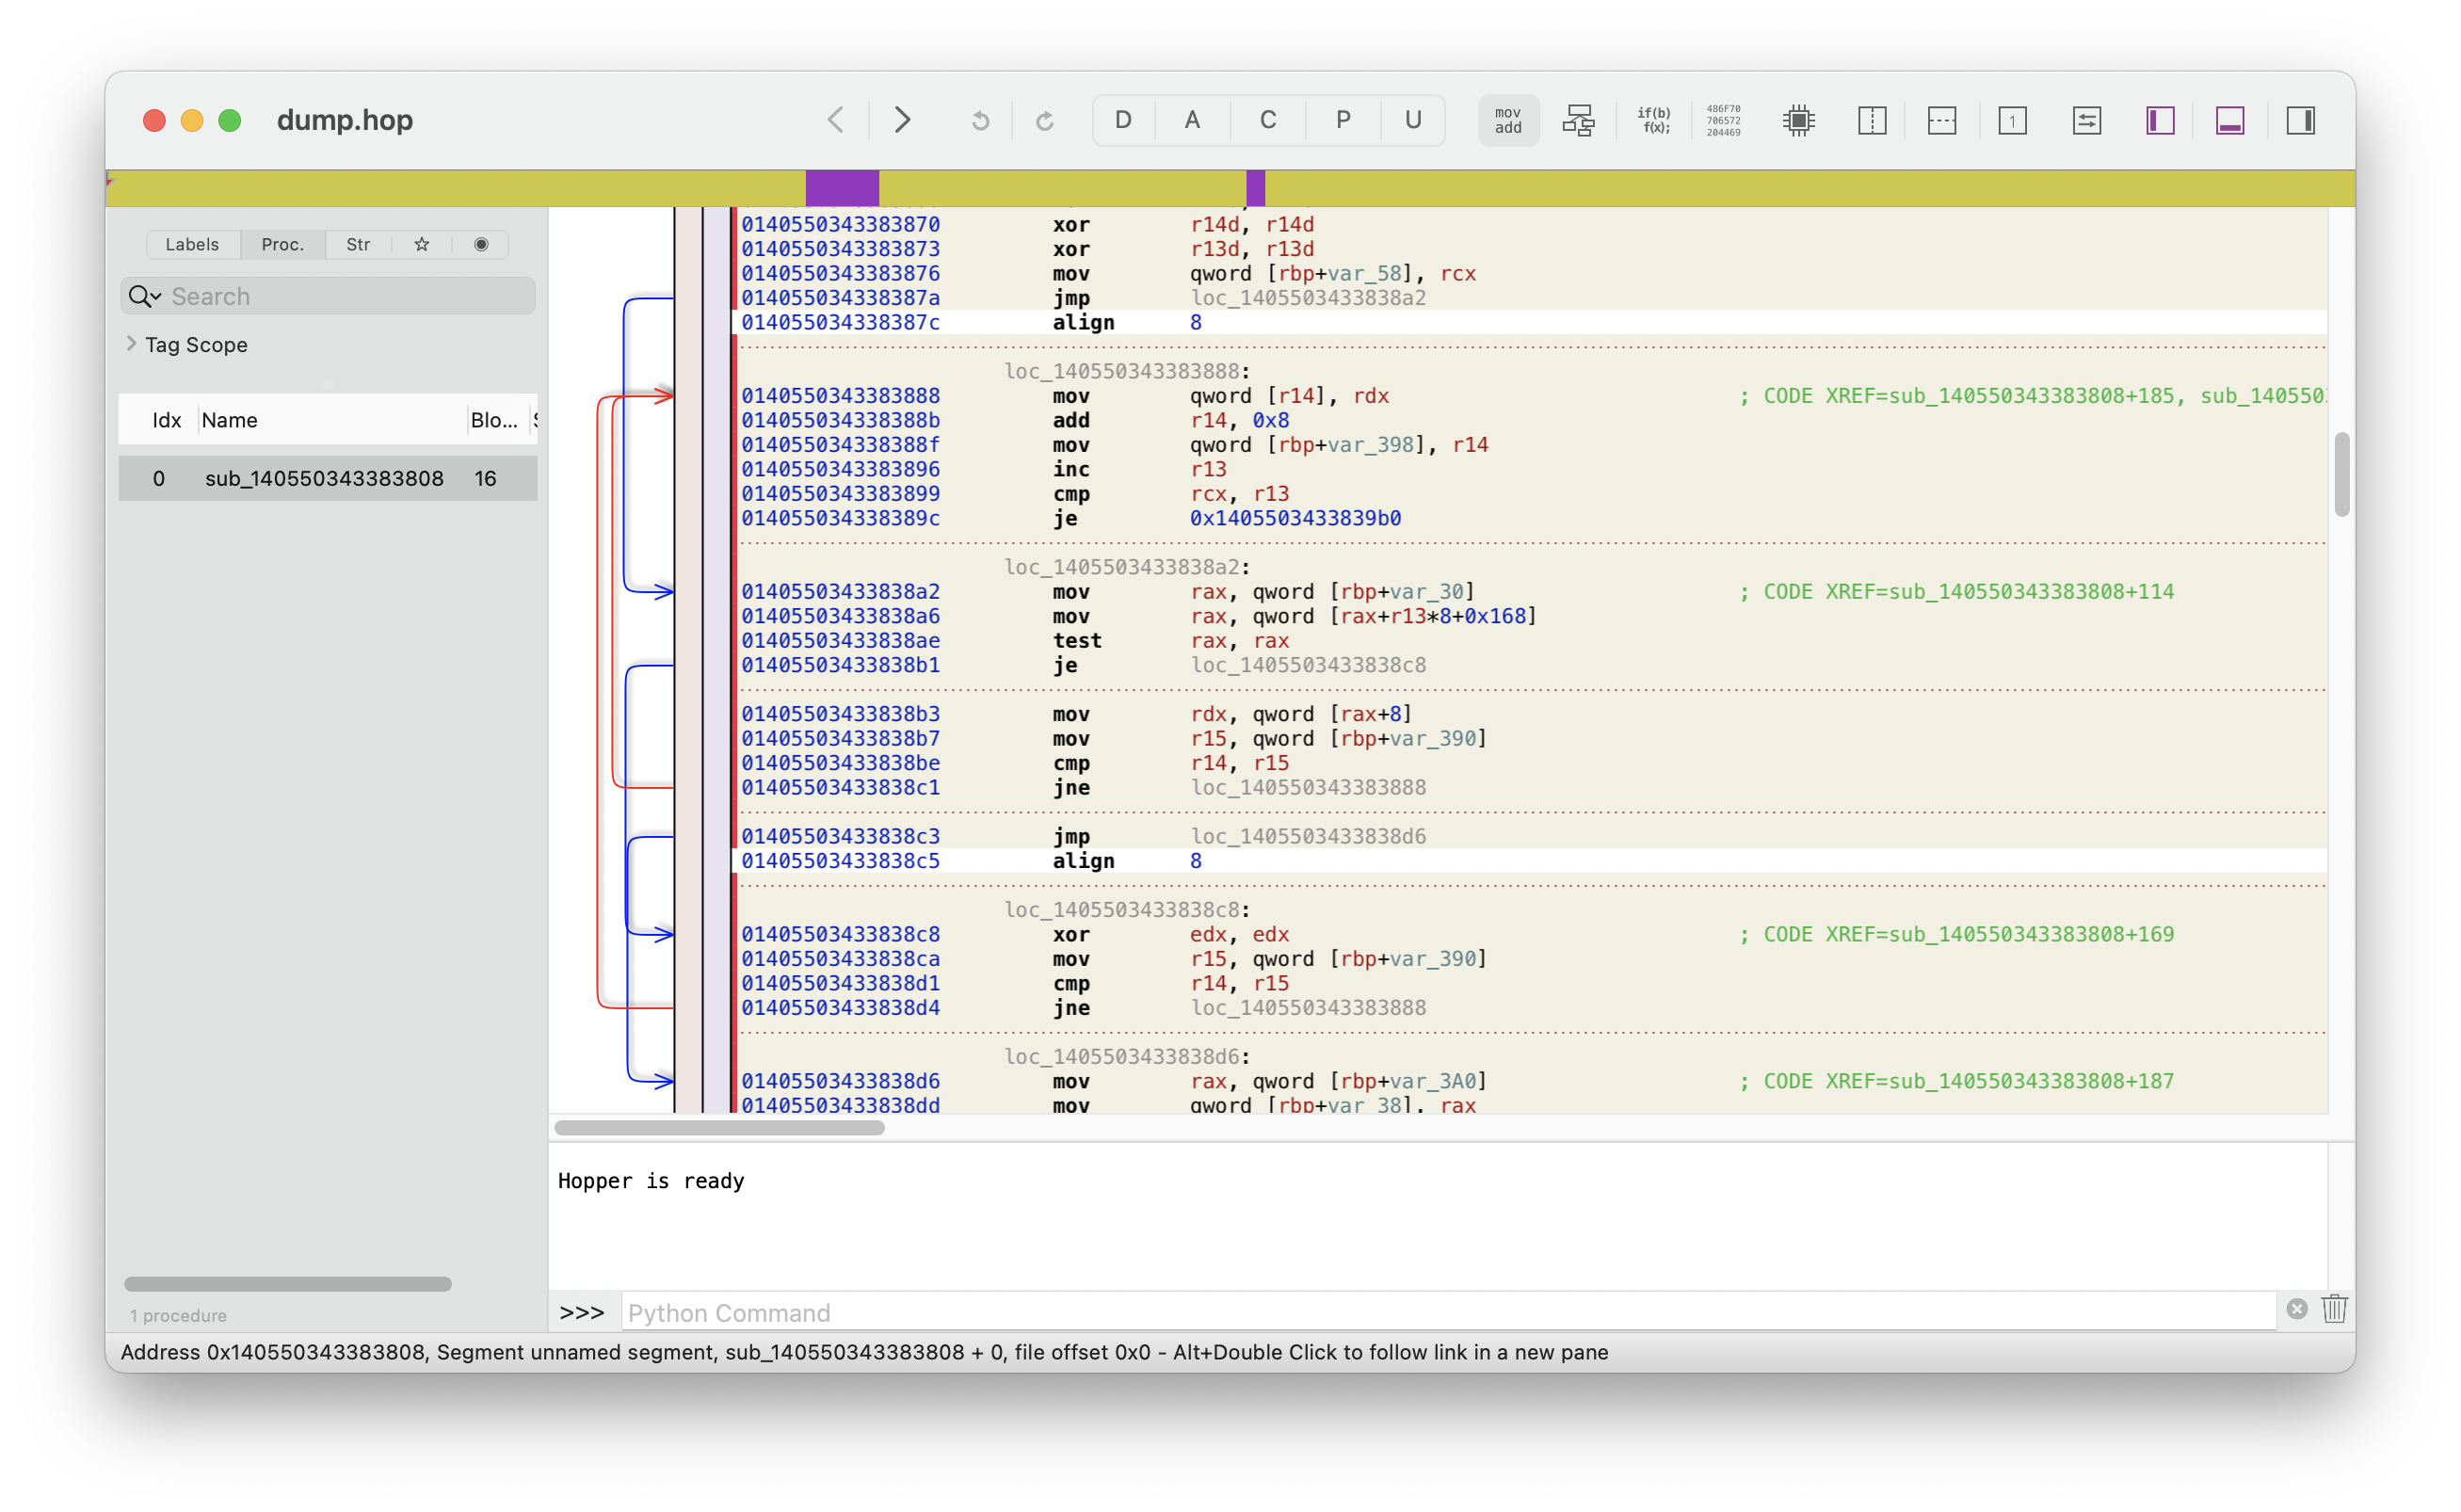 dump.hop
D A C P U
mov add
if(b) f(x);
486F70 706572 204469
1
Labels Proc. Str
Search
Tag Scope
Idx Name Blo...
0 sub_140550343383808 16
1 procedure
0140550343383870 xor r14d, r14d
0140550343383873 xor r13d, r13d
0140550343383876 mov qword [rbp+var_58], rcx
014055034338387a jmp loc_1405503433838a2
014055034338387c align 8
loc_140550343383888:
0140550343383888 mov qword [r14], rdx ; CODE XREF=sub_140550343383808+185, sub_140550
014055034338388b add r14, 0x8
014055034338388f mov qword [rbp+var_398], r14
0140550343383896 inc r13
0140550343383899 cmp rcx, r13
014055034338389c je 0x1405503433839b0
loc_1405503433838a2:
01405503433838a2 mov rax, qword [rbp+var_30] ; CODE XREF=sub_140550343383808+114
01405503433838a6 mov rax, qword [rax+r13*8+0x168]
01405503433838ae test rax, rax
01405503433838b1 je loc_1405503433838c8
01405503433838b3 mov rdx, qword [rax+8]
01405503433838b7 mov r15, qword [rbp+var_390]
01405503433838be cmp r14, r15
01405503433838c1 jne loc_140550343383888
01405503433838c3 jmp loc_1405503433838d6
01405503433838c5 align 8
loc_1405503433838c8:
01405503433838c8 xor edx, edx ; CODE XREF=sub_140550343383808+169
01405503433838ca mov r15, qword [rbp+var_390]
01405503433838d1 cmp r14, r15
01405503433838d4 jne loc_140550343383888
loc_1405503433838d6:
01405503433838d6 mov rax, qword [rbp+var_3A0] ; CODE XREF=sub_140550343383808+187
01405503433838dd mov qword [rbp+var_38], rax
Hopper is ready
>>> Python Command
Address 0x140550343383808, Segment unnamed segment, sub_140550343383808 + 0, file offset 0x0 - Alt+Double Click to follow link in a new pane